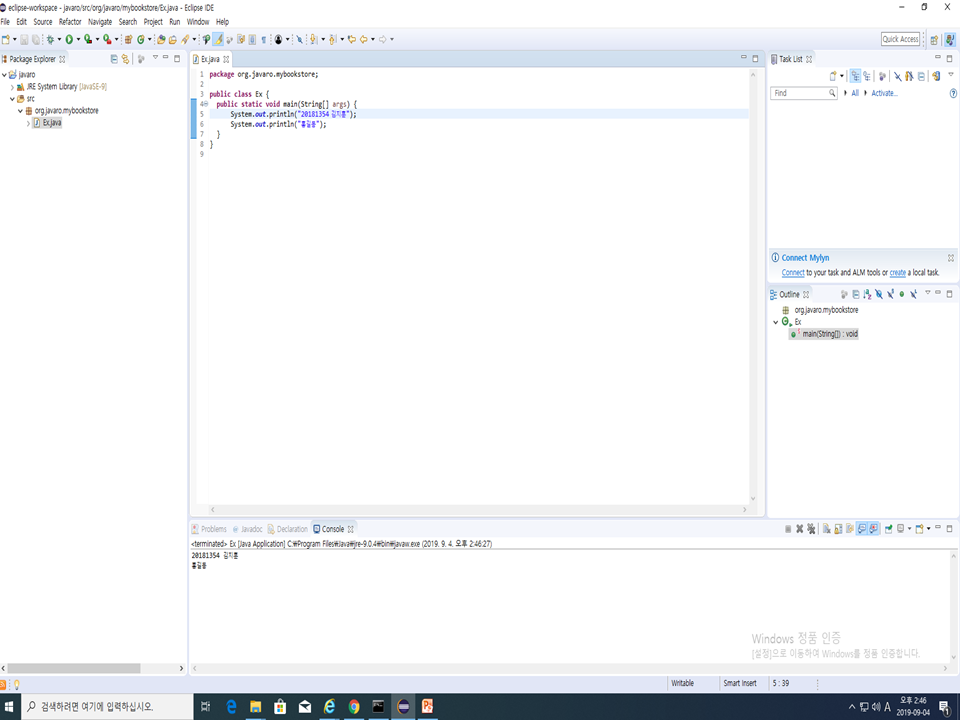 eclipse-workspace - javaro/src/org/javaro/mybookstore/Ex.java - Eclipse IDE
File Edit Source Refactor Navigate Search Project Run Window Help
Quick Access
Package Explorer
javaro
JRE System Library [JavaSE-9]
src
org.javaro.mybookstore
Ex.java
Ex.java
1 package org.javaro.mybookstore;
2
3 public class Ex {
4 public static void main(String[] args) {
5 System.out.println("20181354 김지훈");
6 System.out.println("홍길동");
7 }
8 }
9
Task List
Find
All
Activate...
Connect Mylyn
Connect to your task and ALM tools or create a local task.
Outline
org.javaro.mybookstore
Ex
main(String[]) : void
Problems Javadoc Declaration Console
<terminated> Ex [Java Application] C:₩Program Files₩Java₩jre-9.0.4₩bin₩javaw.exe (2019. 9. 4. 오후 2:46:27)
20181354 김지훈
홍길동
Windows 정품 인증
[설정]으로 이동하여 Windows를 정품 인증합니다.
Writable
Smart Insert
5 : 39
검색하려면 여기에 입력하십시오.
A
오후 2:46
2019-09-04
1